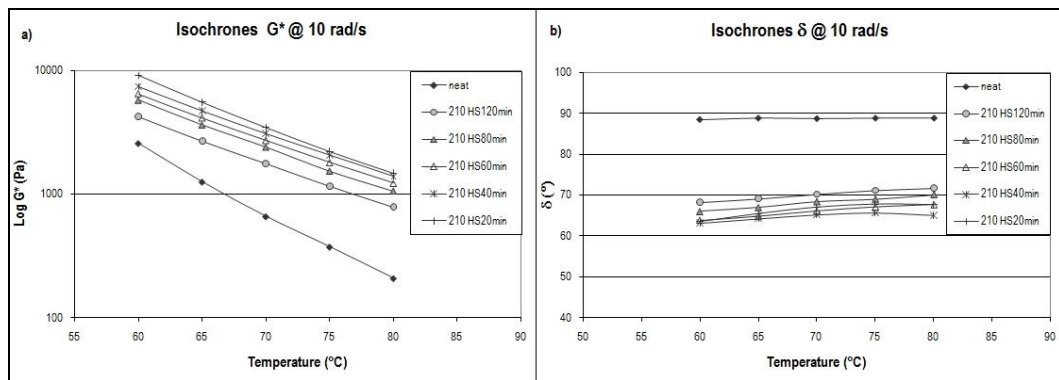 a)
Isochrones G* @ 10 rad/s
10000
1000
100
Log G* (Pa)
55 60 65 70 75 80 85 90
Temperature (°C)
neat
210 HS120min
210 HS80min
210 HS60min
210 HS40min
210 HS20min
b)
Isochrones δ @ 10 rad/s
100
90
80
70
60
50
40
δ (º)
50 55 60 65 70 75 80 85 90
Temperature (°C)
neat
210 HS120min
210 HS80min
210 HS60min
210 HS40min
210 HS20min